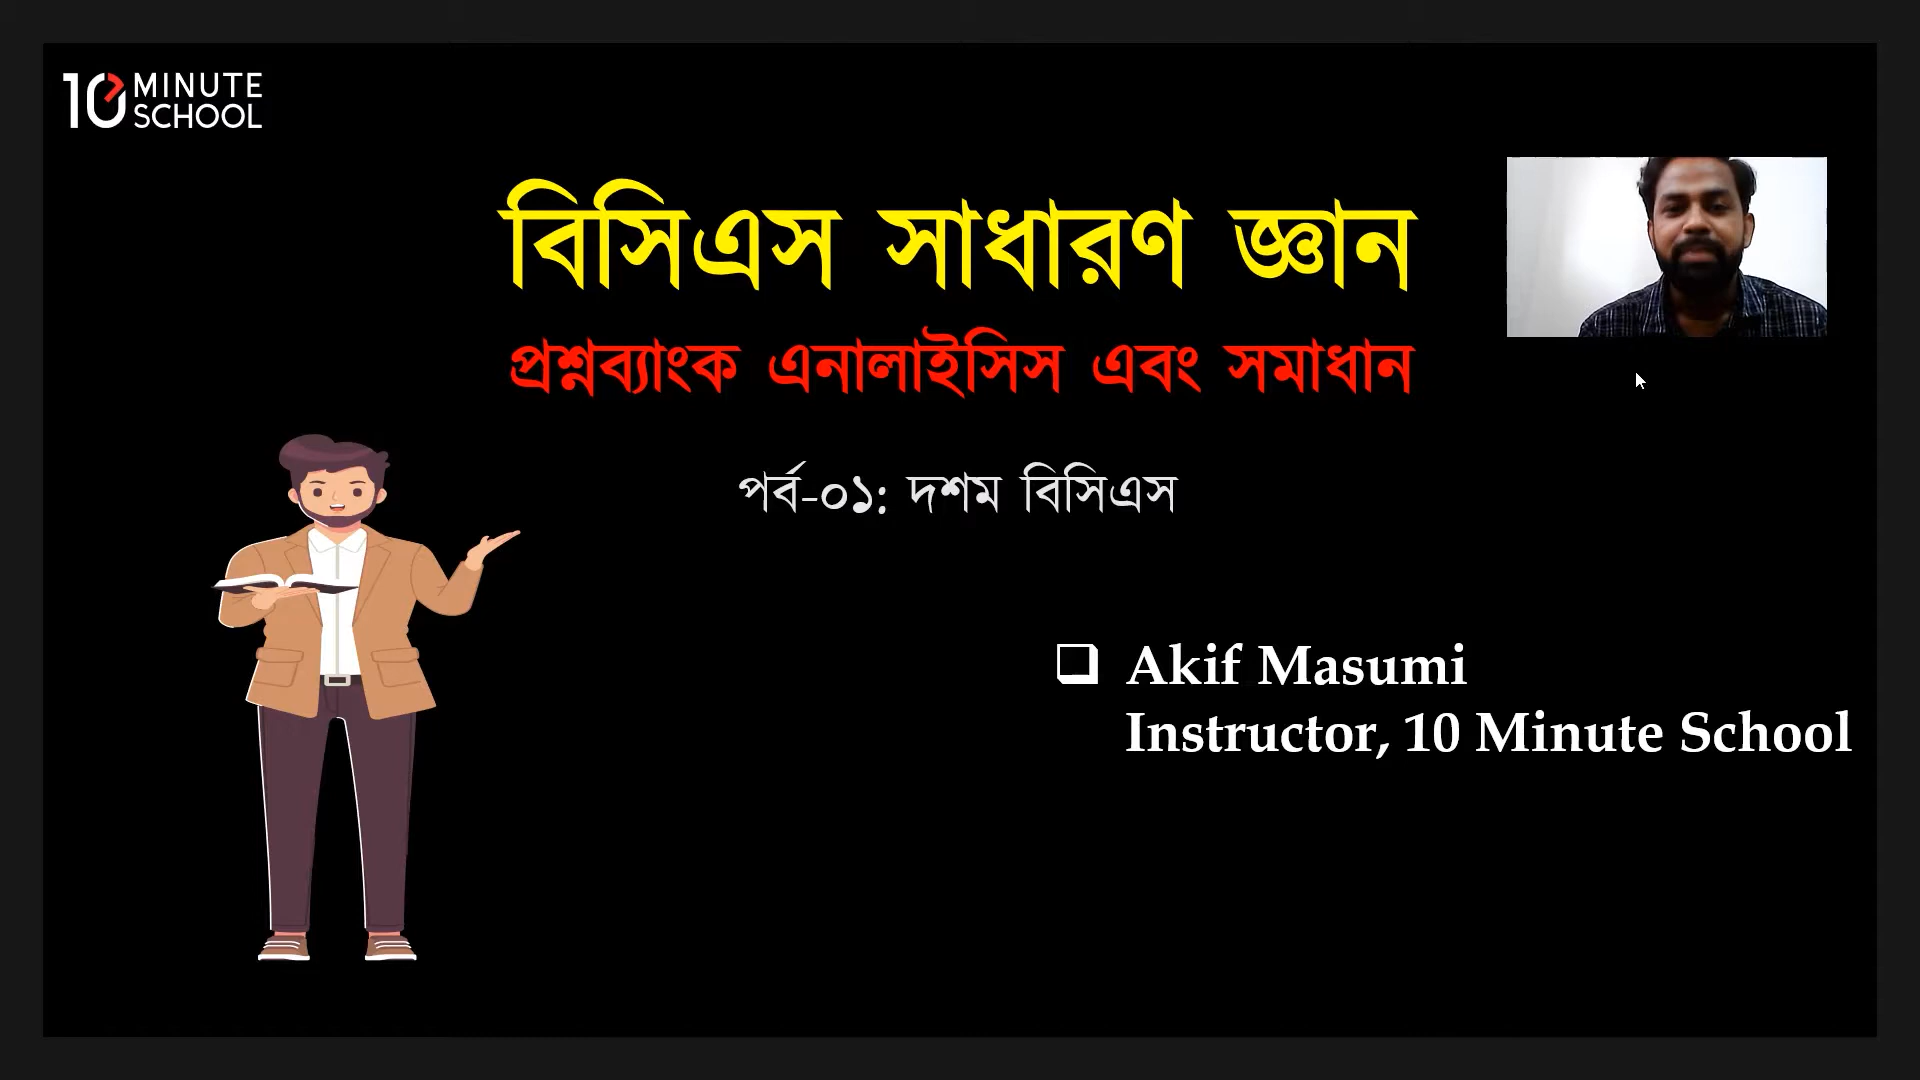 10 MINUTE
SCHOOL
বিসিএস সাধারণ জ্ঞান
প্রশ্নব্যাংক এনালাইসিস এবং সমাধান
পর্ব-০১: দশম বিসিএস
Akif Masumi
Instructor, 10 Minute School